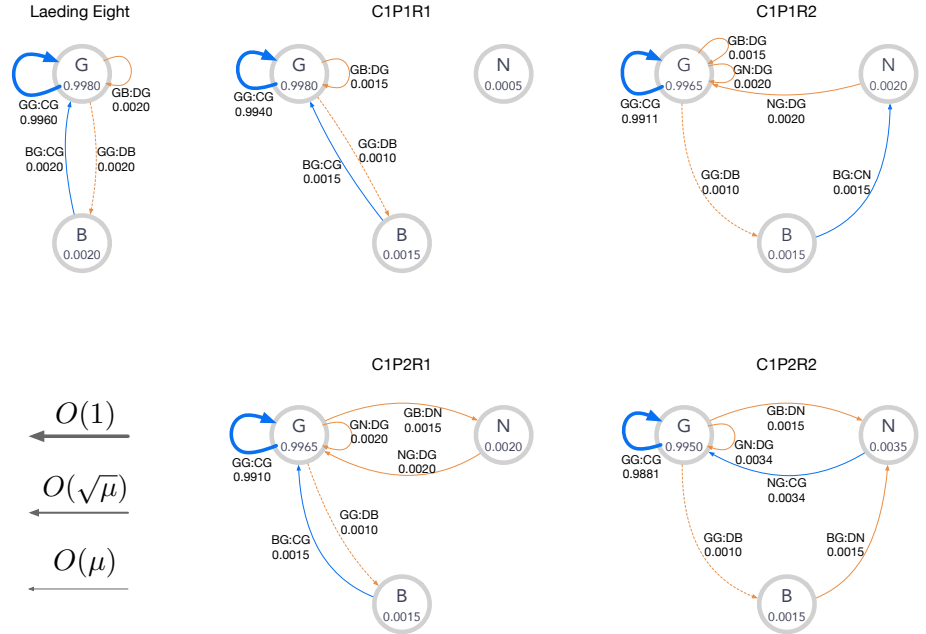 Laeding Eight
G
0.9980
GB:DG
0.0020
GG:CG
0.9960
BG:CG
0.0020
GG:DB
0.0020
B
0.0020
C1P1R1
G
0.9980
GB:DG
0.0015
GG:CG
0.9940
GG:DB
0.0010
BG:CG
0.0015
B
0.0015
N
0.0005
C1P1R2
GB:DG
0.0015
GN:DG
0.0020
G
0.9965
GG:CG
0.9911
NG:DG
0.0020
N
0.0020
GG:DB
0.0010
BG:CN
0.0015
B
0.0015
O(1)
O(√μ)
O(μ)
C1P2R1
G
0.9965
GN:DG
0.0020
GB:DN
0.0015
NG:DG
0.0020
N
0.0020
GG:CG
0.9910
GG:DB
0.0010
BG:CG
0.0015
B
0.0015
C1P2R2
G
0.9950
GB:DN
0.0015
GN:DG
0.0034
N
0.0035
GG:CG
0.9881
NG:CG
0.0034
GG:DB
0.0010
BG:DN
0.0015
B
0.0015